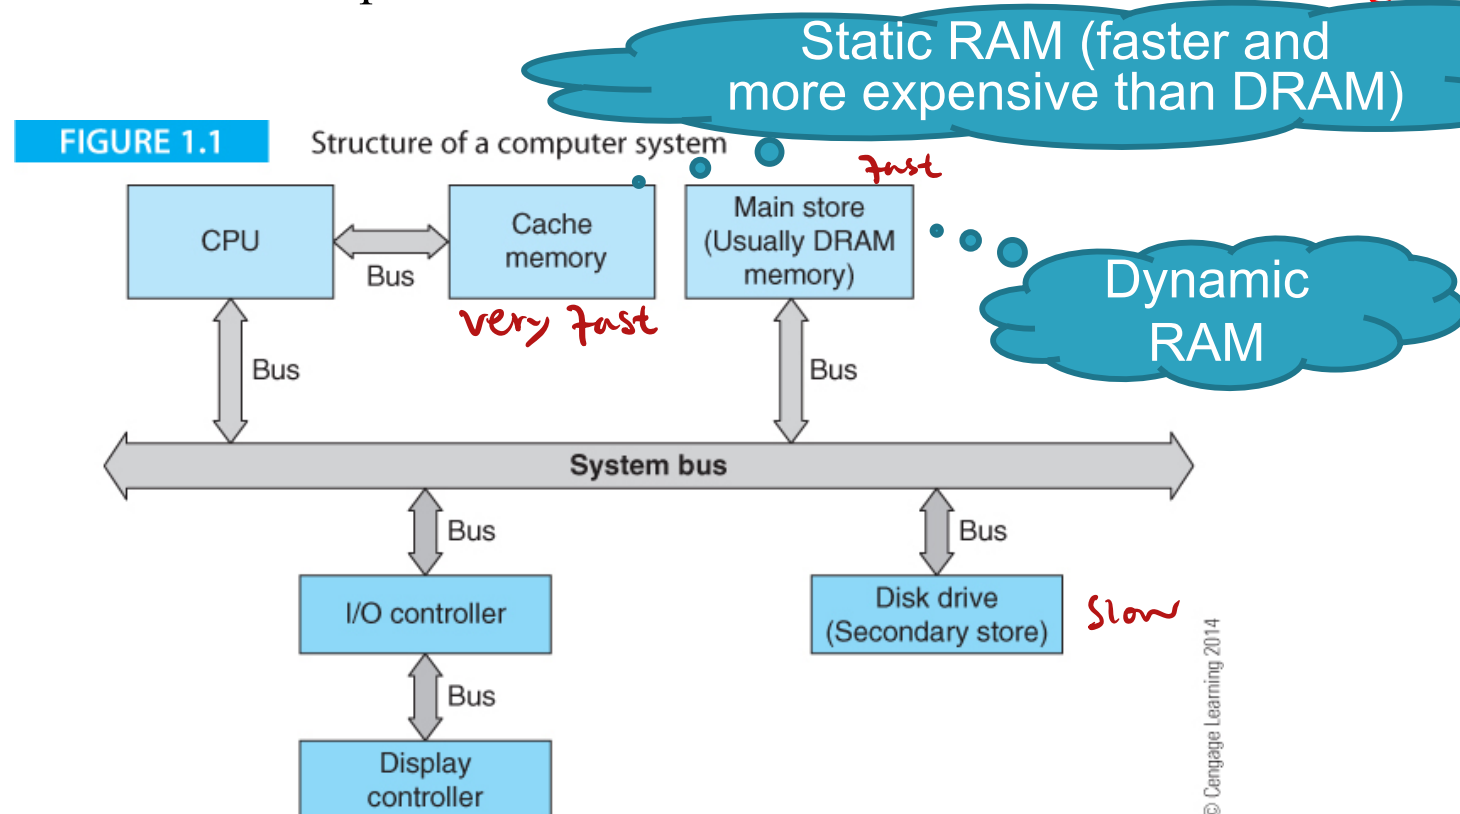 Static RAM (faster and
more expensive than DRAM)
FIGURE 1.1 Structure of a computer system
fast
CPU
Bus
Cache
memory
very fast
Main store
(Usually DRAM
memory)
Dynamic
RAM
Bus
Bus
System bus
Bus
Bus
I/O controller
Disk drive
(Secondary store)
Slow
Bus
Display
controller
© Cengage Learning 2014